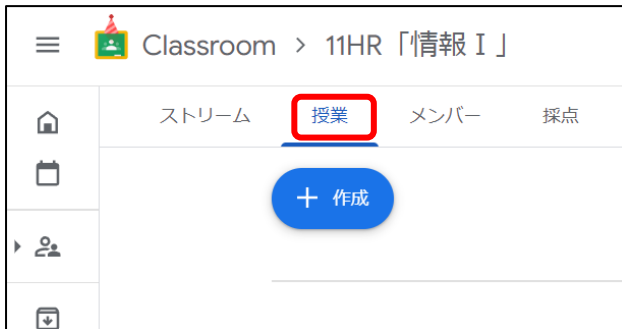 Classroom > 11HR「情報Ⅰ」
ストリーム 授業 メンバー 採点
+ 作成